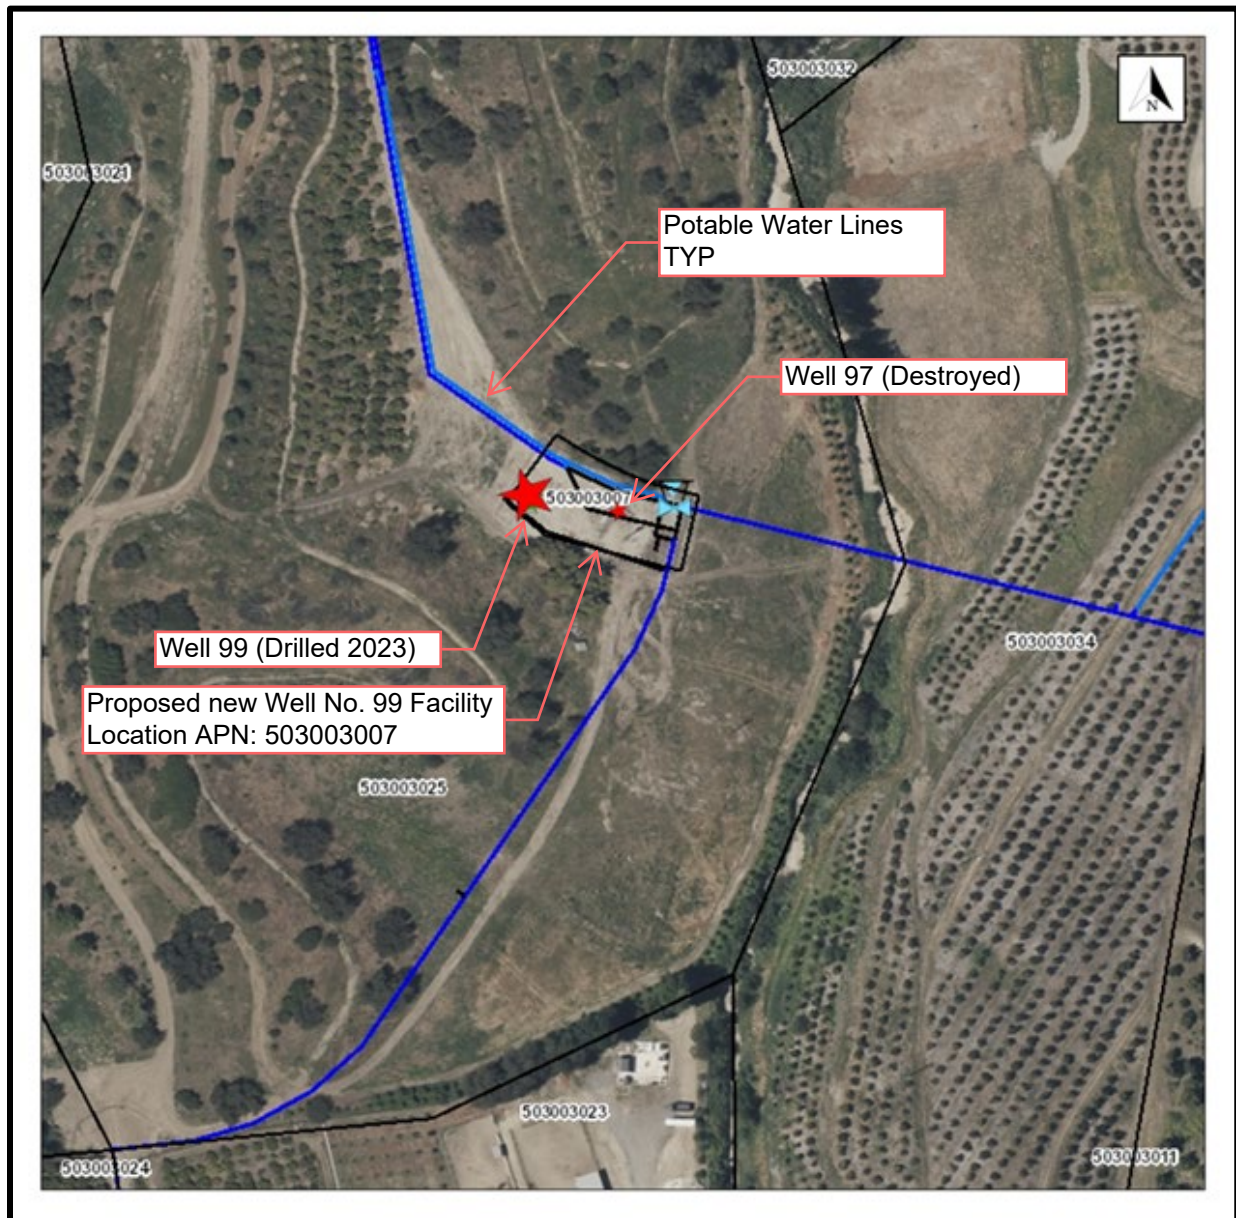 503003032
N
503003021
Potable Water Lines
TYP
Well 97 (Destroyed)
503003007
Well 99 (Drilled 2023)
503003034
Proposed new Well No. 99 Facility
Location APN: 503003007
503003025
503003023
503003024
503003011